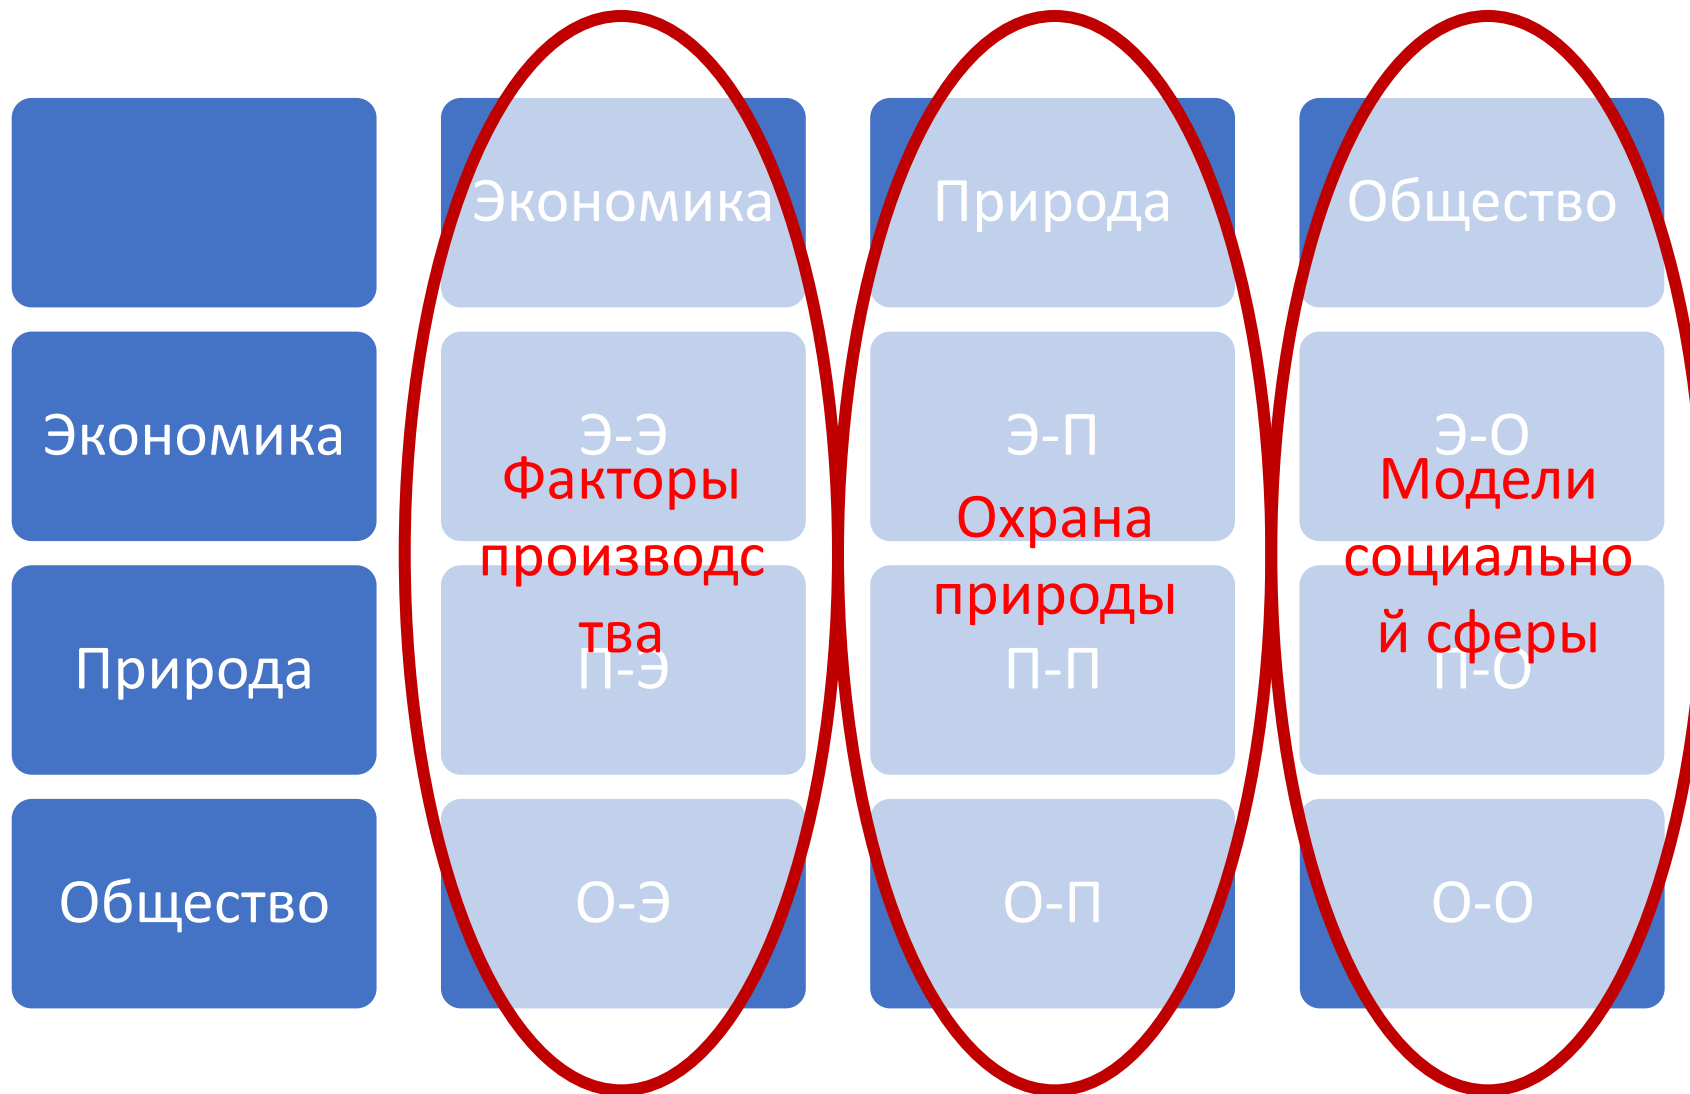 Экономика
Природа
Общество
Экономика
Э-Э
Э-П
Э-О
Факторы
производс
тва
Охрана
природы
Модели
социально
й сферы
Природа
П-Э
П-П
П-О
Общество
О-Э
О-П
О-О